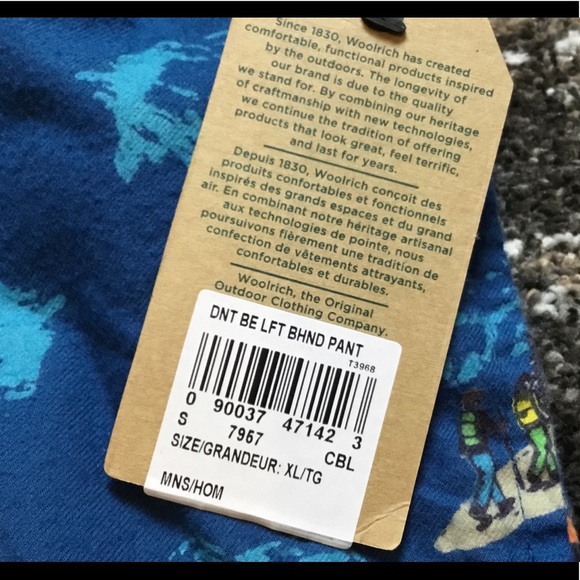 Since 1830, Woolrich has created
comfortable, functional products inspired
by the outdoors. The longevity of
our brand is due to the quality
we stand for. By combining our heritage
of craftsmanship with new technologies,
we continue the tradition of offering
products that look great, feel terrific,
and last for years.
Depuis 1830, Woolrich conçoit des
produits confortables et fonctionnels
inspirés des grands espaces et du grand
air. En combinant notre héritage artisanal
aux technologies de pointe, nous
poursuivons fièrement une tradition de
confection de vêtements attrayants,
confortables et durables.
Woolrich, the Original
Outdoor Clothing Company.
DNT BE LFT BHND PANT
T3968
0 90037 47142 3
S 7967 CBL
SIZE/GRANDEUR: XL/TG
MNS/HOM